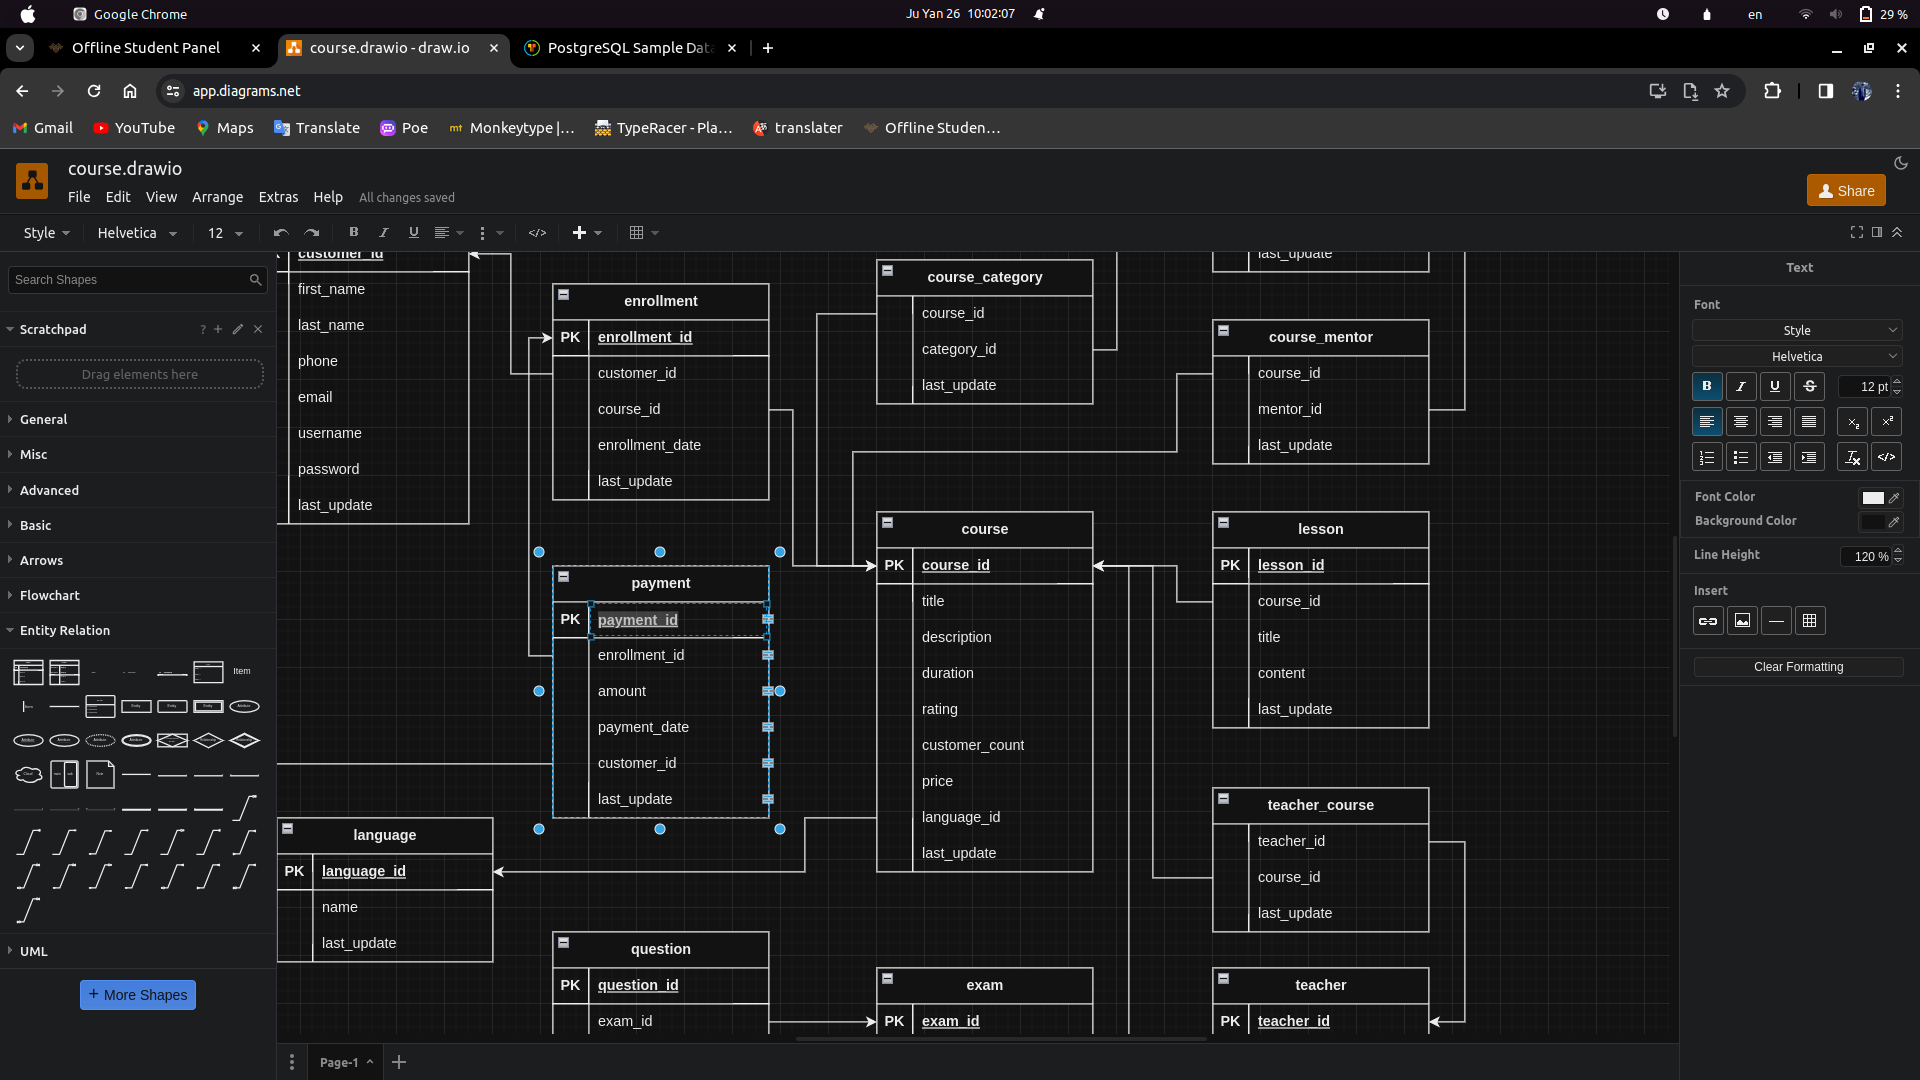 Google Chrome
Ju Yan 26 10:02:07
en
29 %
Offline Student Panel
course.drawio - draw.io
PostgreSQL Sample Data
app.diagrams.net
Gmail
YouTube
Maps
Translate
Poe
Monkeytype |...
TypeRacer - Pla...
translater
Offline Studen...
course.drawio
File
Edit
View
Arrange
Extras
Help
All changes saved
Share
Style
Helvetica
12
B
I
U
Search Shapes
Scratchpad
?
Drag elements here
General
Misc
Advanced
Basic
Arrows
Flowchart
Entity Relation
Item
UML
+ More Shapes
customer_id
first_name
last_name
phone
email
username
password
last_update
enrollment
PK enrollment_id
customer_id
course_id
enrollment_date
last_update
payment
PK payment_id
enrollment_id
amount
payment_date
customer_id
last_update
language
PK language_id
name
last_update
question
PK question_id
exam_id
course_category
course_id
category_id
last_update
course
PK course_id
title
description
duration
rating
customer_count
price
language_id
last_update
exam
PK exam_id
last_update
course_mentor
course_id
mentor_id
last_update
lesson
PK lesson_id
course_id
title
content
last_update
teacher_course
teacher_id
course_id
last_update
teacher
PK teacher_id
Page-1
Text
Font
Style
Helvetica
B I U S
12 pt
Font Color
Background Color
Line Height
120 %
Insert
Clear Formatting